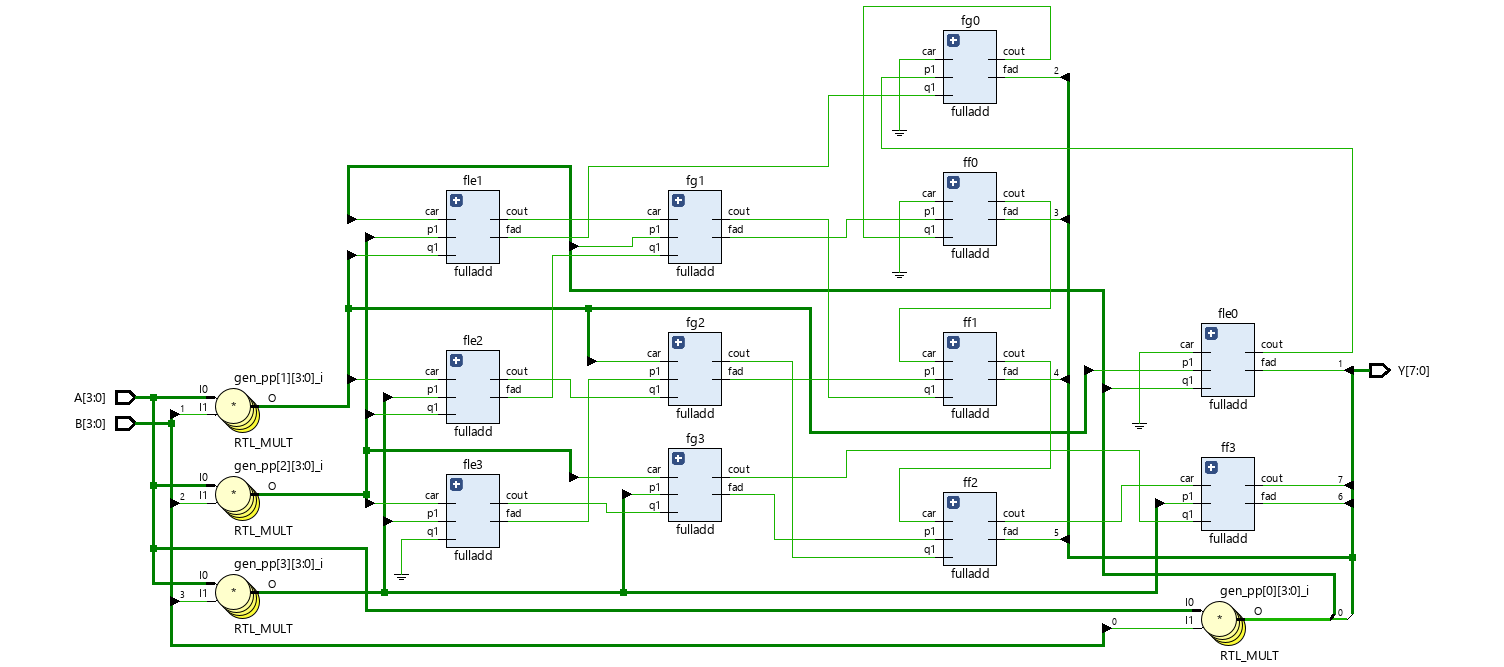 fg0
car
p1
q1
cout
fad
2
fulladd
fle1
car
p1
q1
cout
fad
fulladd
fg1
car
p1
q1
cout
fad
fulladd
ff0
car
p1
q1
cout
fad
3
fulladd
fle2
car
p1
q1
cout
fad
fulladd
fg2
car
p1
q1
cout
fad
fulladd
ff1
car
p1
q1
cout
fad
4
fulladd
fle0
car
p1
q1
cout
fad
1
fulladd
Y[7:0]
A[3:0]
B[3:0]
gen_pp[1][3:0]_i
I0
I1
1
*
O
RTL_MULT
gen_pp[2][3:0]_i
I0
I1
2
*
O
RTL_MULT
fle3
car
p1
q1
cout
fad
fulladd
fg3
car
p1
q1
cout
fad
fulladd
ff2
car
p1
q1
cout
fad
5
fulladd
ff3
car
p1
q1
cout
fad
7
6
fulladd
gen_pp[3][3:0]_i
I0
I1
3
*
O
RTL_MULT
gen_pp[0][3:0]_i
I0
I1
0
*
O
0
RTL_MULT